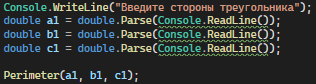 Console.WriteLine("Введите стороны треугольника");
double a1 = double.Parse(Console.ReadLine());
double b1 = double.Parse(Console.ReadLine());
double c1 = double.Parse(Console.ReadLine());
Perimeter(a1, b1, c1);